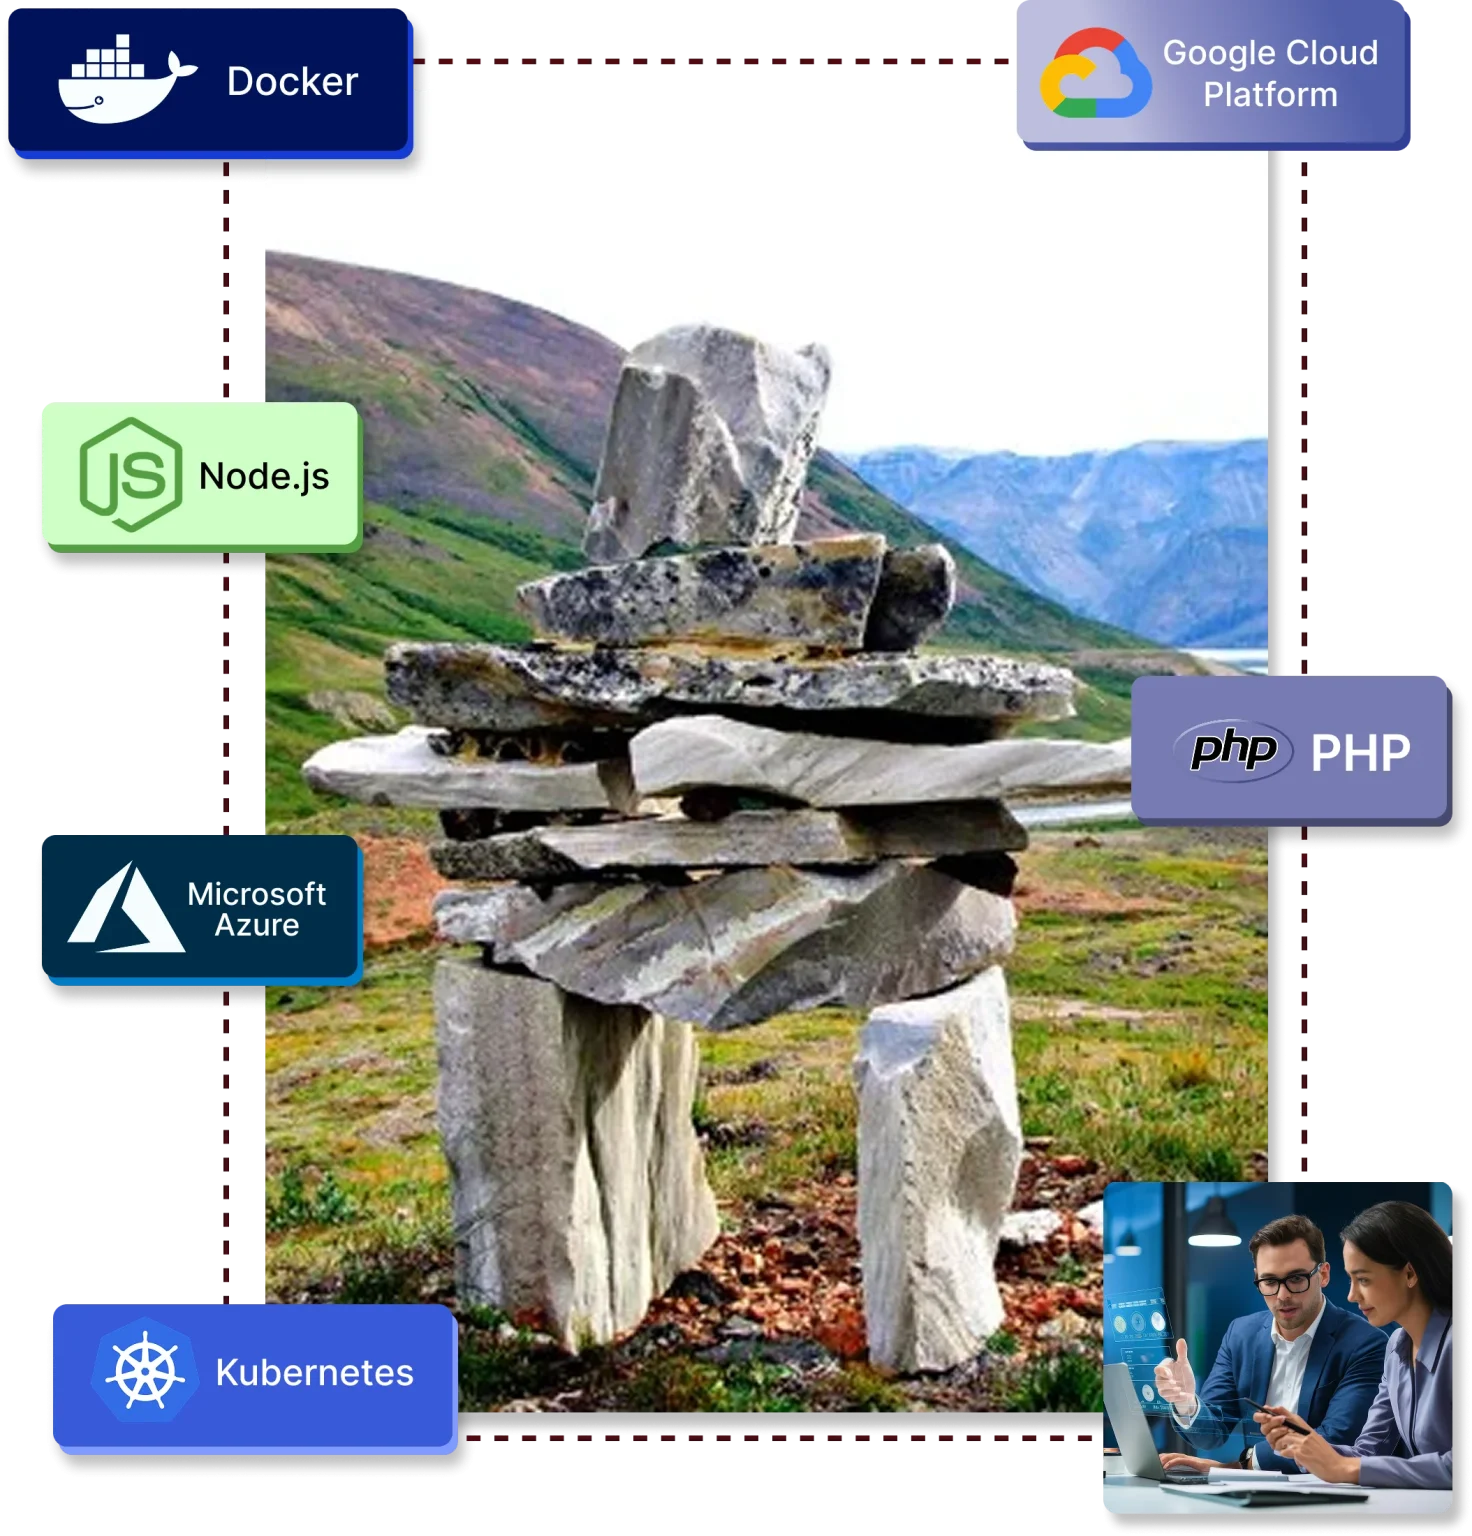 Docker
Google Cloud
Platform
JS
Node.js
php
PHP
Microsoft
Azure
Kubernetes